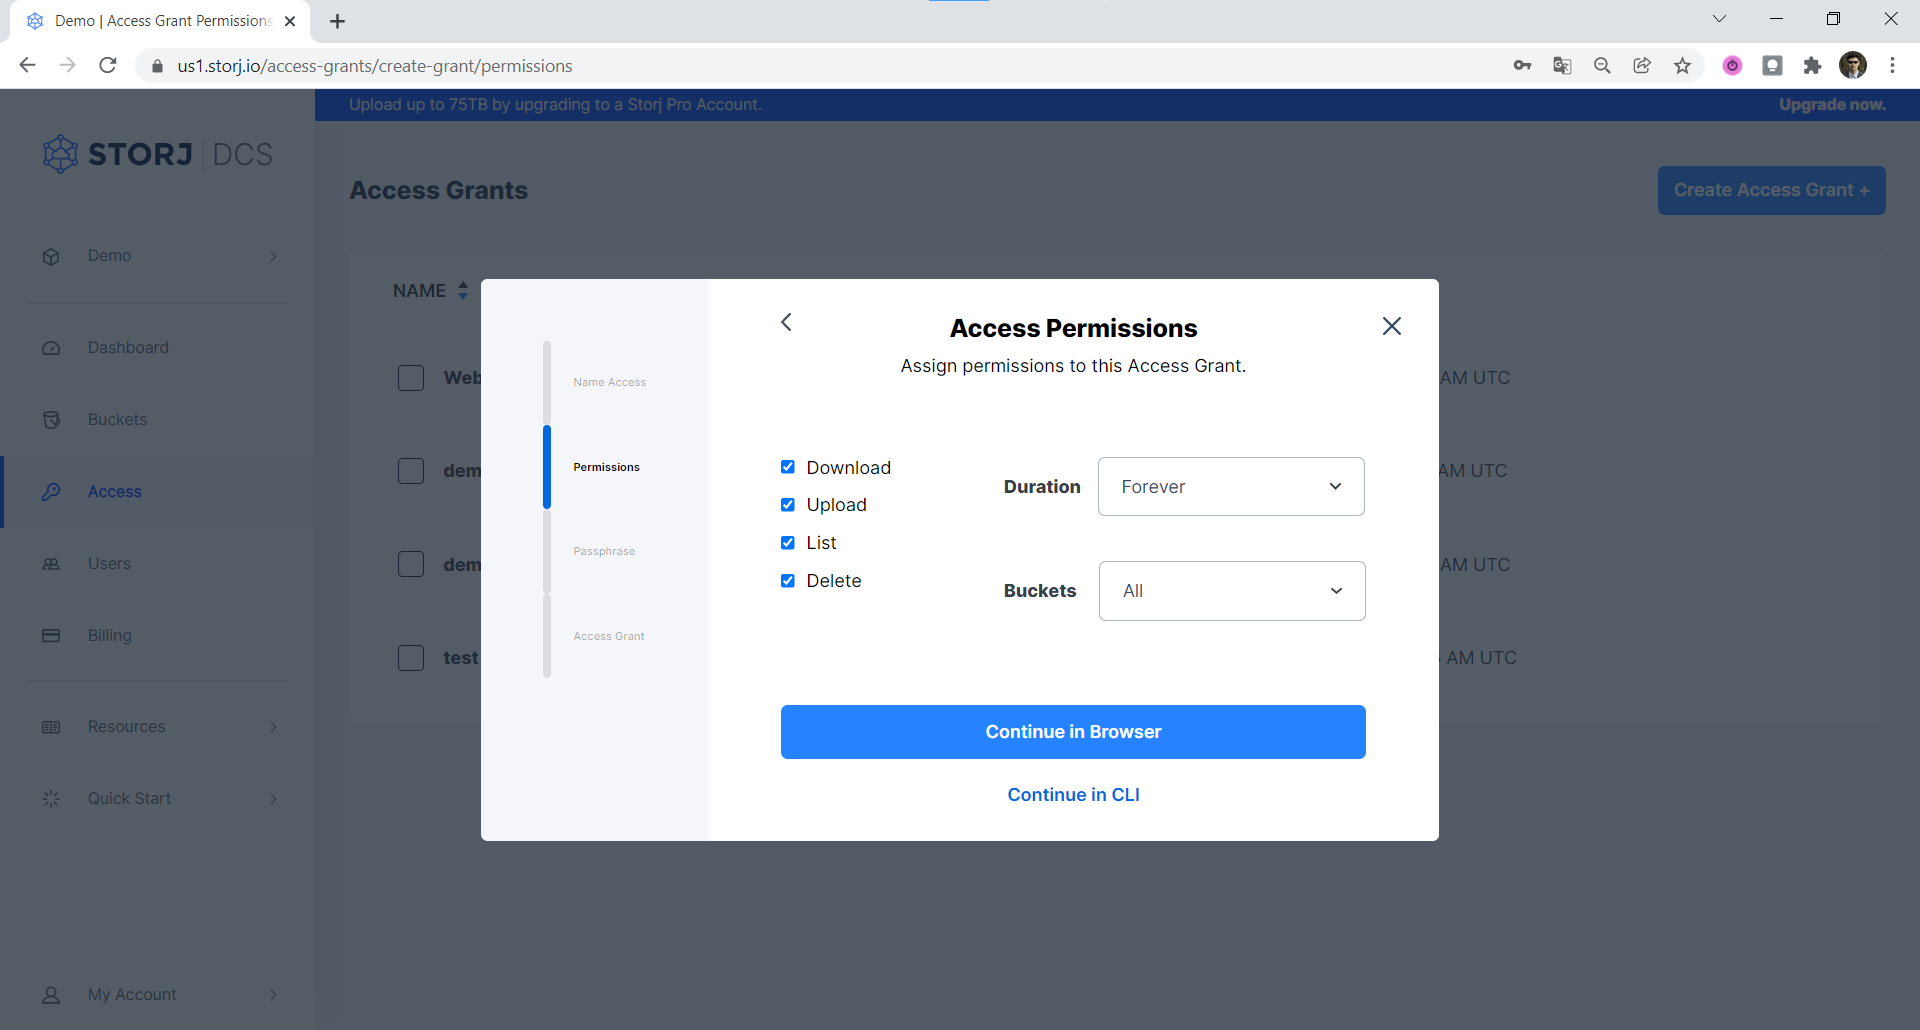 Demo | Access Grant Permissions
us1.storj.io/access-grants/create-grant/permissions
Upload up to 75TB by upgrading to a Storj Pro Account.
Upgrade now.
STORJ DCS
Access Grants
Create Access Grant +
Demo
Dashboard
Buckets
Access
Users
Billing
Resources
Quick Start
My Account
NAME
Web
dem
dem
test
AM UTC
AM UTC
AM UTC
AM UTC
Name Access
Permissions
Passphrase
Access Grant
Access Permissions
Assign permissions to this Access Grant.
Download
Upload
List
Delete
Duration
Forever
Buckets
All
Continue in Browser
Continue in CLI